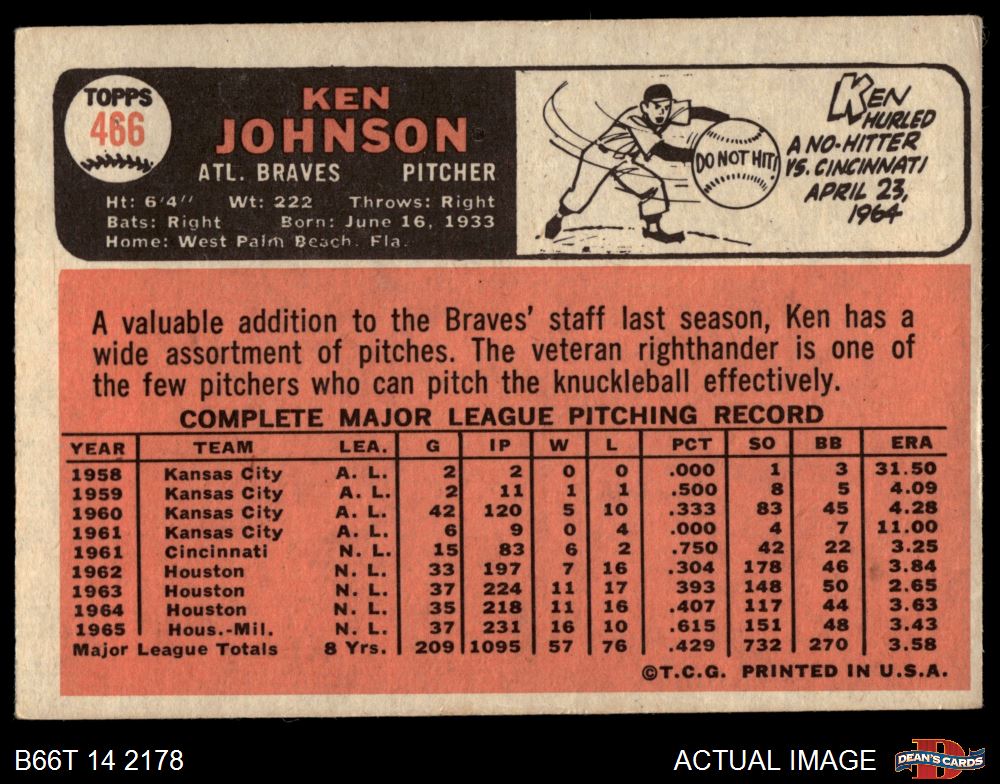 TOPPS
466
KEN
JOHNSON
ATL. BRAVES PITCHER
Ht: 6'4" Wt: 222 Throws: Right
Bats: Right Born: June 16, 1933
Home: West Palm Beach. Fla.
DO NOT HIT!
KEN
HURLED
A NO-HITTER
VS. CINCINNATI
APRIL 23,
1964
A valuable addition to the Braves' staff last season, Ken has a
wide assortment of pitches. The veteran righthander is one of
the few pitchers who can pitch the knuckleball effectively.
COMPLETE MAJOR LEAGUE PITCHING RECORD
YEAR TEAM LEA. G IP W L PCT SO BB ERA
1958 Kansas City A. L. 2 2 0 0 .000 1 3 31.50
1959 Kansas City A. L. 2 11 1 1 .500 8 5 4.09
1960 Kansas City A. L. 42 120 5 10 .333 83 45 4.28
1961 Kansas City A. L. 6 9 0 4 .000 4 7 11.00
1961 Cincinnati N. L. 15 83 6 2 .750 42 22 3.25
1962 Houston N. L. 33 197 7 16 .304 178 46 3.84
1963 Houston N. L. 37 224 11 17 393 148 50 2.65
1964 Houston N. L. 35 218 11 16 .407 117 44 3.63
1965 Hous.-Mil. N. L. 37 231 16 10 .615 151 48 3.43
Major League Totals 8 Yrs. 209 1095 57 76 .429 732 270 3.58
©T.C.G. PRINTED IN U.S.A.
B66T 14 2178 ACTUAL IMAGE
D
DEAN'S CARDS